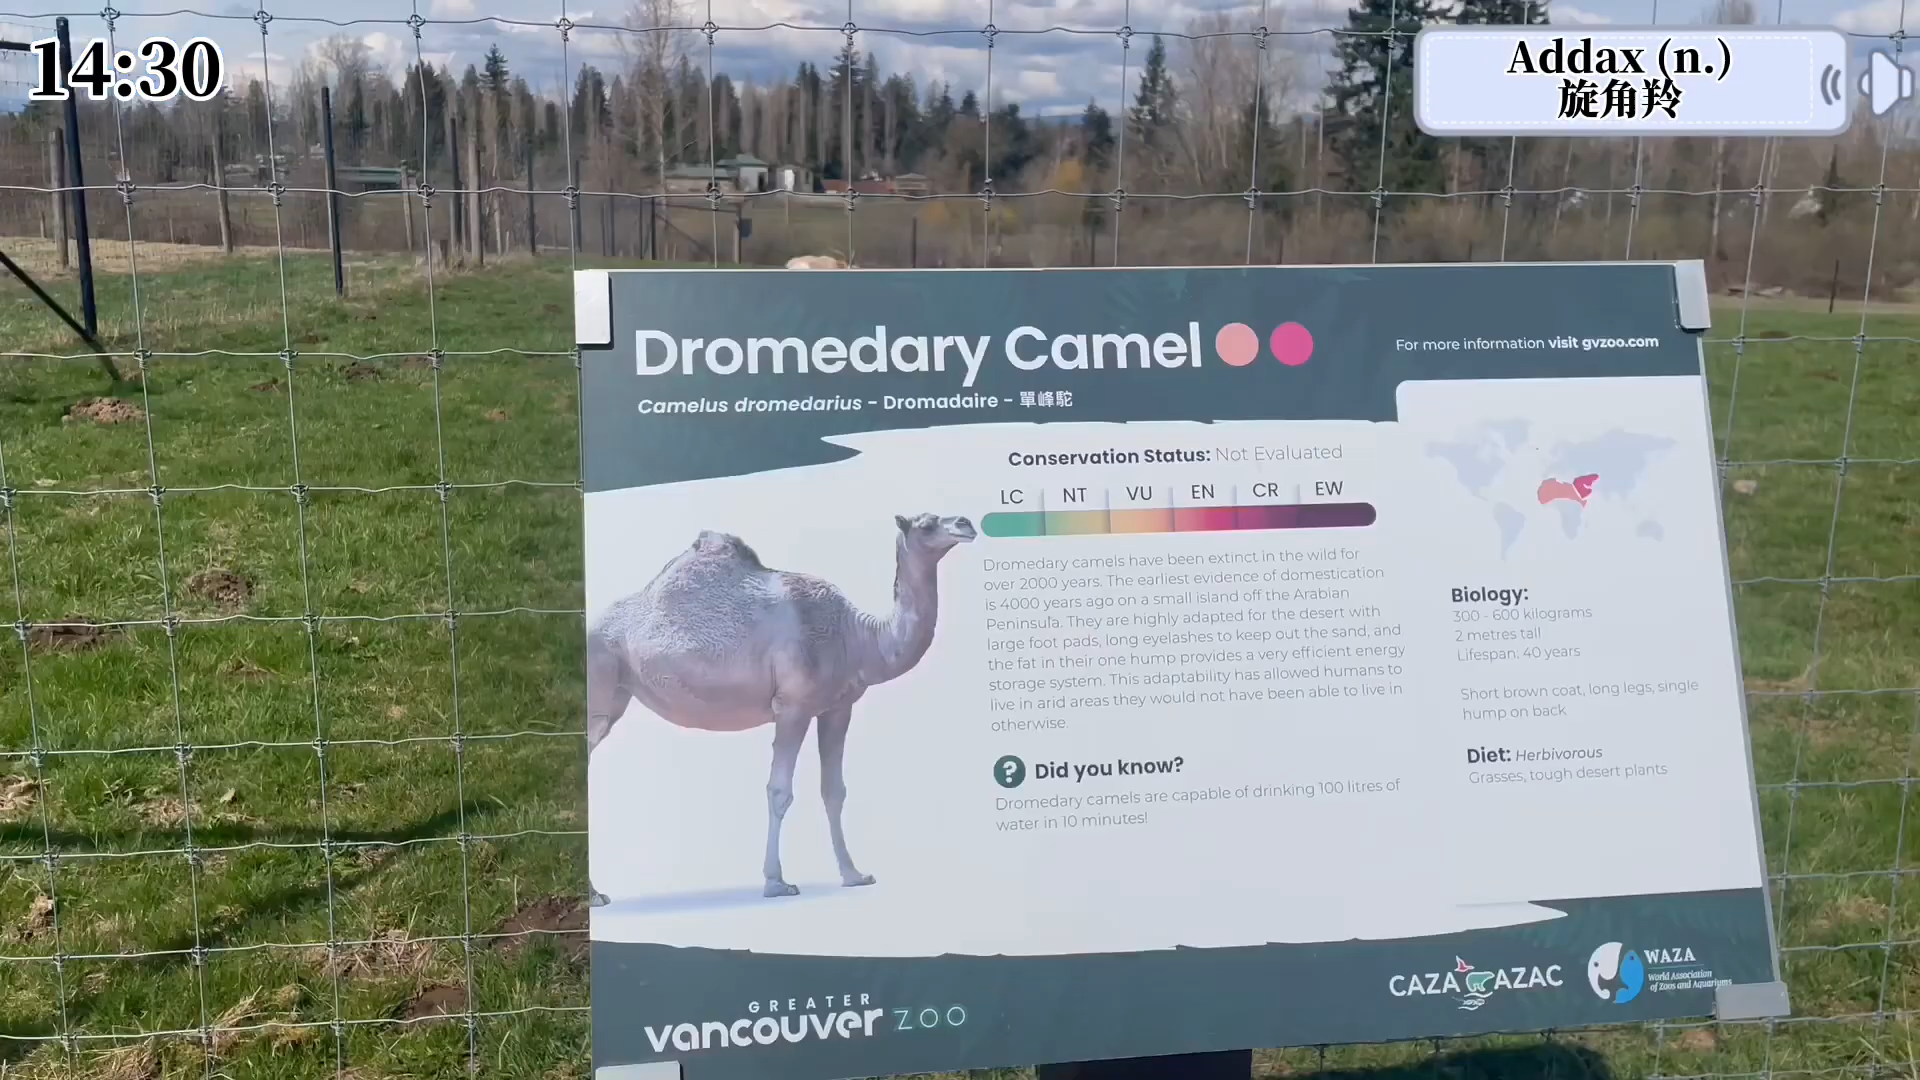 14:30
Addax (n.)
旋角羚
Dromedary Camel
For more information visit gvzoo.com
Camelus dromedarius - Dromadaire - 單峰駝
Conservation Status: Not Evaluated
LC NT VU EN CR EW
Dromedary camels have been extinct in the wild for
over 2000 years. The earliest evidence of domestication
is 4000 years ago on a small island off the Arabian
Peninsula. They are highly adapted for the desert with
large foot pads, long eyelashes to keep out the sand, and
the fat in their one hump provides a very efficient energy
storage system. This adaptability has allowed humans to
live in arid areas they would not have been able to live in
otherwise.
? Did you know?
Dromedary camels are capable of drinking 100 litres of
water in 10 minutes!
Biology:
300 - 600 kilograms
2 metres tall
Lifespan: 40 years
Short brown coat, long legs, single
hump on back
Diet: Herbivorous
Grasses, tough desert plants
GREATER
vancouver ZOO
CAZA AZAC
WAZA
World Association
of Zoos and Aquariums